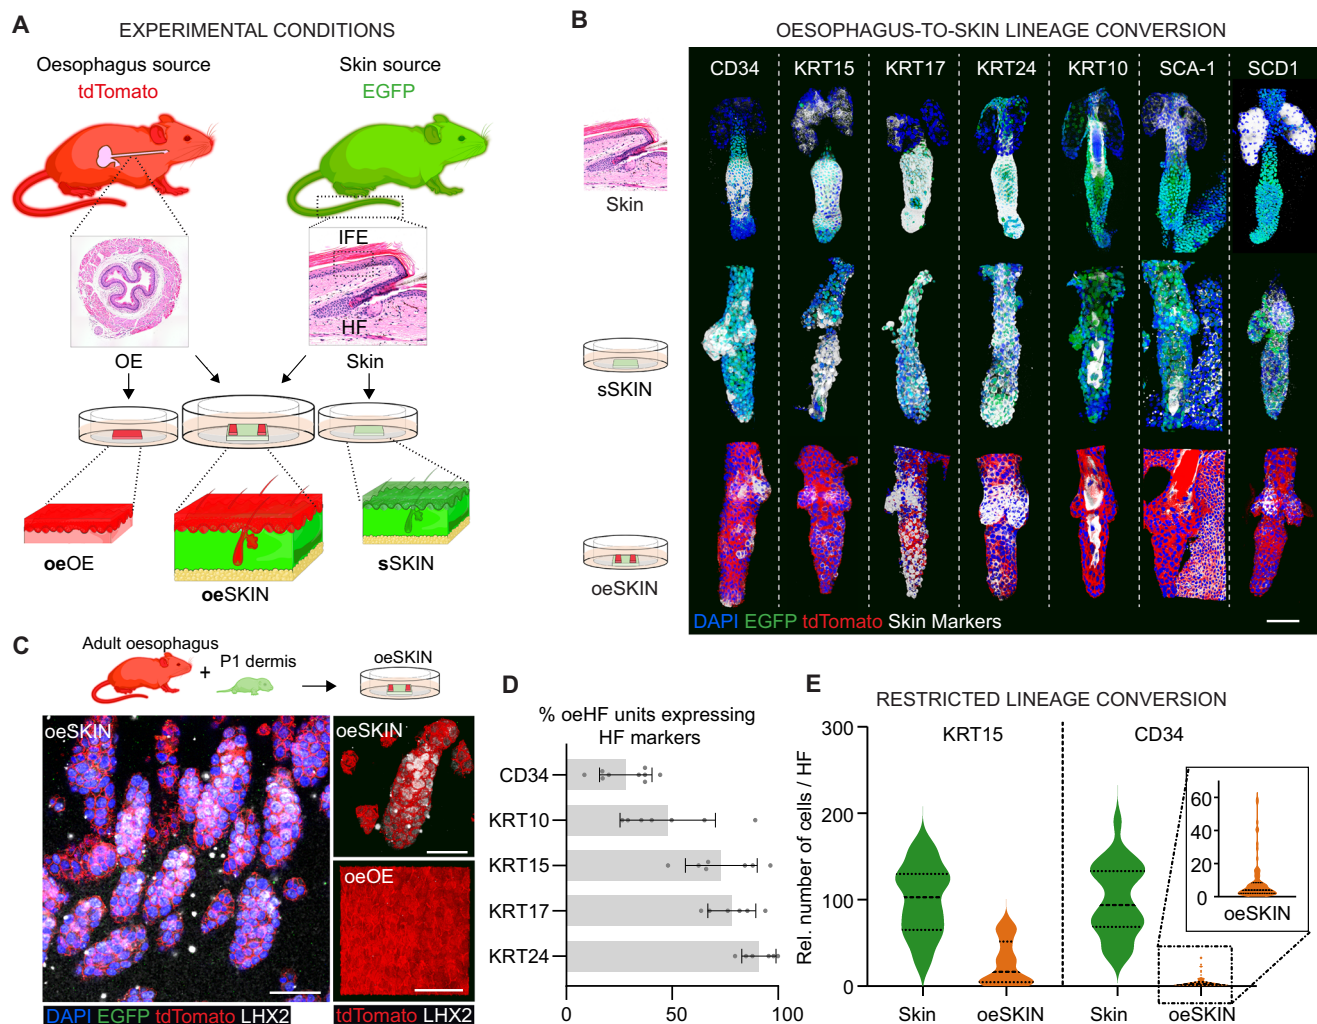 A
EXPERIMENTAL CONDITIONS
Oesophagus source
tdTomato
Skin source
EGFP
IFE
HF
OE
Skin
oeOE
oeSKIN
sSKIN
B
OESOPHAGUS-TO-SKIN LINEAGE CONVERSION
CD34 KRT15 KRT17 KRT24 KRT10 SCA-1 SCD1
Skin
sSKIN
oeSKIN
DAPI EGFP tdTomato Skin Markers
C
Adult oesophagus
+ P1 dermis
oeSKIN
oeSKIN
oeSKIN
oeOE
DAPI EGFP tdTomato LHX2
tdTomato LHX2
D
% oeHF units expressing
HF markers
CD34
KRT10
KRT15
KRT17
KRT24
0 50 100
E
RESTRICTED LINEAGE CONVERSION
KRT15 CD34
Rel. number of cells / HF
300
200
100
0
Skin oeSKIN Skin oeSKIN
60
40
20
0
oeSKIN